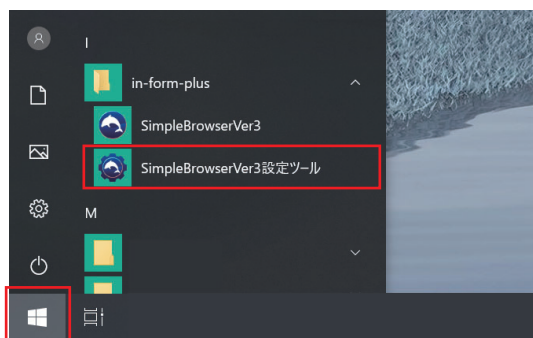 I
in-form-plus
SimpleBrowserVer3
SimpleBrowserVer3設定ツール
M